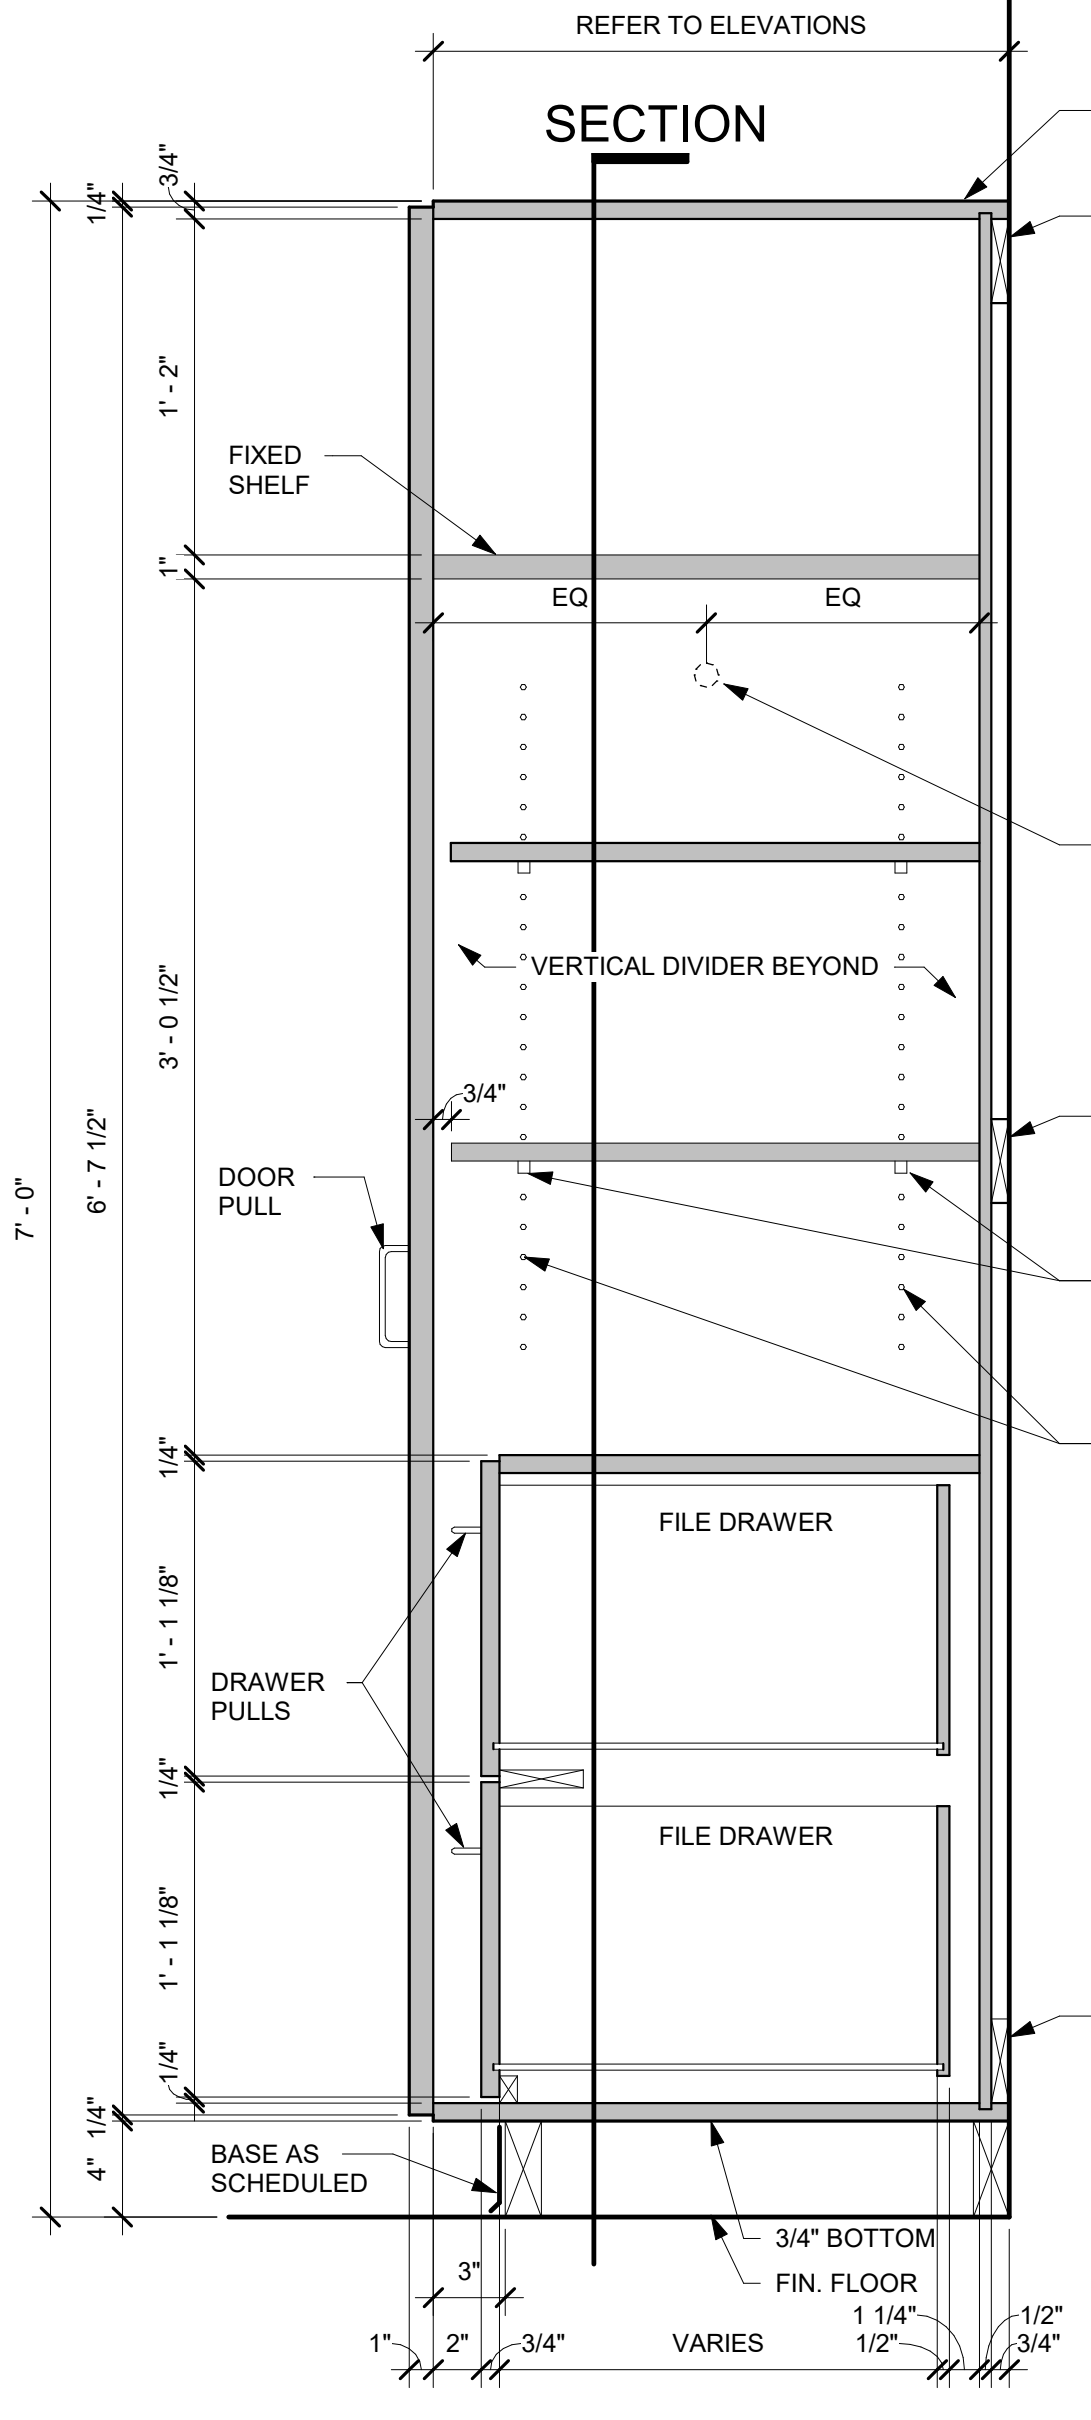 REFER TO ELEVATIONS
SECTION
3/4"
1/4"
1' - 2"
FIXED
SHELF
1"
EQ
EQ
VERTICAL DIVIDER BEYOND
3' - 0 1/2"
3/4"
6' - 7 1/2"
7' - 0"
DOOR
PULL
1/4"
FILE DRAWER
1' - 1 1/8"
DRAWER
PULLS
1/4"
FILE DRAWER
1' - 1 1/8"
1/4"
1/4"
4"
BASE AS
SCHEDULED
3/4" BOTTOM
3"
FIN. FLOOR
1 1/4"
1/2"
1"
2"
3/4"
VARIES
1/2"
3/4"